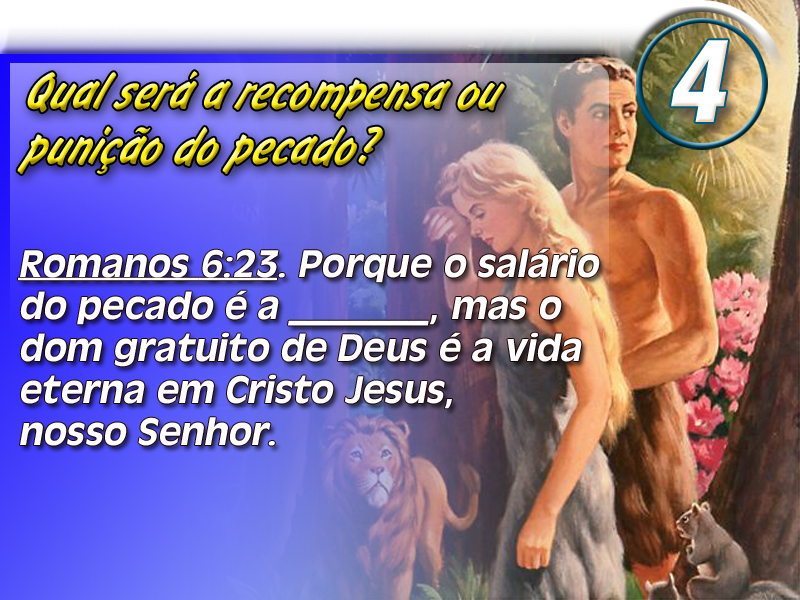 4
Qual será a recompensa ou
punição do pecado?
Romanos 6:23. Porque o salário
do pecado é a _______, mas o
dom gratuito de Deus é a vida
eterna em Cristo Jesus,
nosso Senhor.